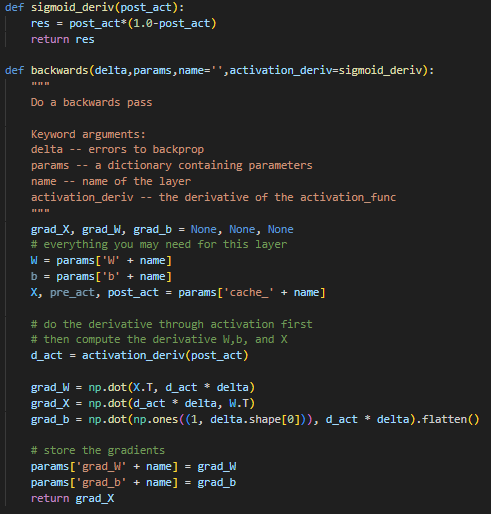 def sigmoid_deriv(post_act):
    res = post_act*(1.0-post_act)
    return res
def backwards(delta,params,name='',activation_deriv=sigmoid_deriv):
    """
    Do a backwards pass
    Keyword arguments:
    delta -- errors to backprop
    params -- a dictionary containing parameters
    name -- name of the layer
    activation_deriv -- the derivative of the activation_func
    """
    grad_X, grad_W, grad_b = None, None, None
    # everything you may need for this layer
    W = params['W' + name]
    b = params['b' + name]
    X, pre_act, post_act = params['cache_' + name]
    # do the derivative through activation first
    # then compute the derivative W,b, and X
    d_act = activation_deriv(post_act)
    grad_W = np.dot(X.T, d_act * delta)
    grad_X = np.dot(d_act * delta, W.T)
    grad_b = np.dot(np.ones((1, delta.shape[0])), d_act * delta).flatten()
    # store the gradients
    params['grad_W' + name] = grad_W
    params['grad_b' + name] = grad_b
    return grad_X